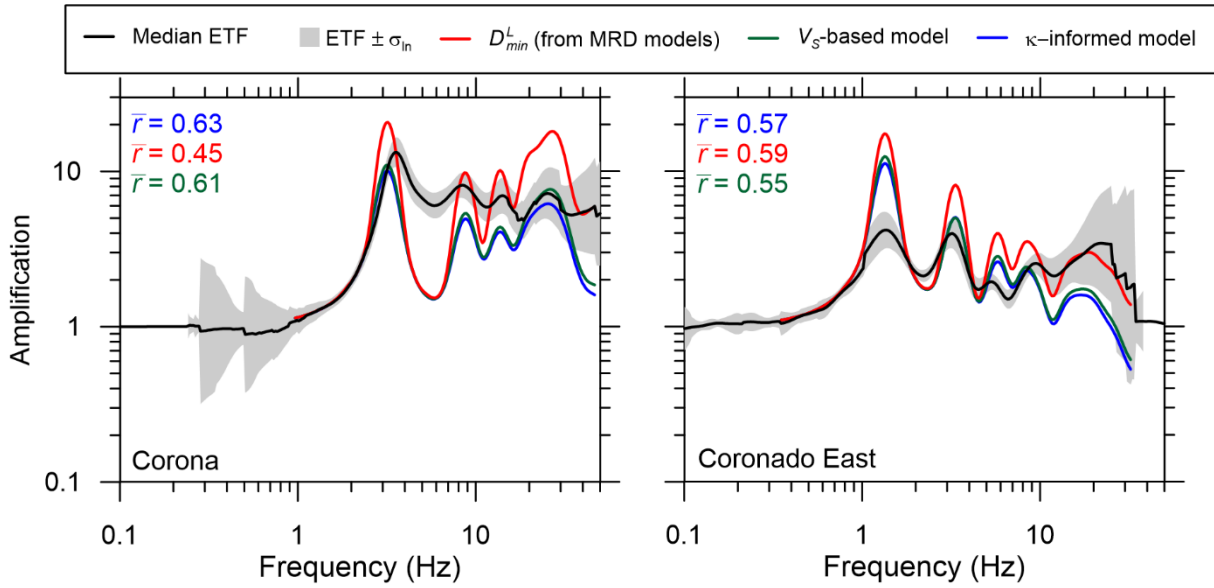 Median ETF ETF ± σln D^L_min (from MRD models) V_S-based model κ–informed model
r̅ = 0.63
r̅ = 0.45
r̅ = 0.61
r̅ = 0.57
r̅ = 0.59
r̅ = 0.55
Amplification
10
1
0.1
Corona
Coronado East
0.1 1 10
0.1 1 10
Frequency (Hz)
Frequency (Hz)